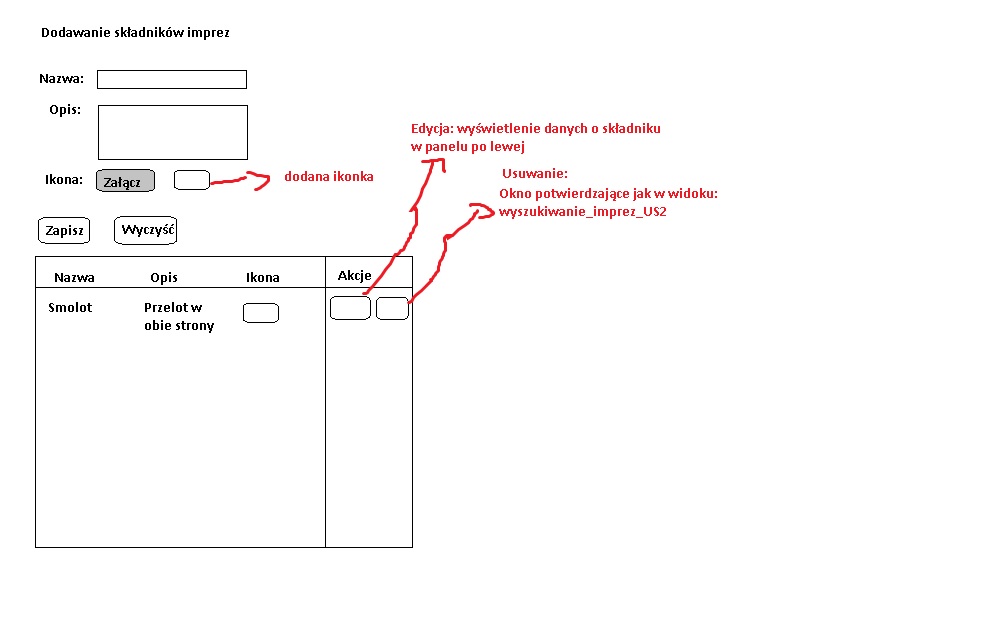 Dodawanie składników imprez
Nazwa:
Opis:
Edycja: wyświetlenie danych o składniku
w panelu po lewej
Ikona:
Załącz
dodana ikonka
Usuwanie:
Okno potwierdzające jak w widoku:
wyszukiwanie_imprez_US2
Zapisz
Wyczyść
Nazwa Opis Ikona Akcje
Smolot Przelot w
obie strony